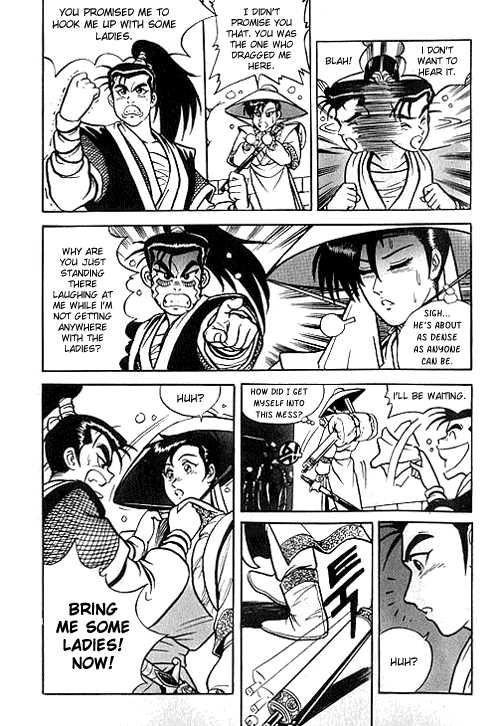 YOU PROMISED ME TO
HOOK ME UP WITH SOME
LADIES.
I DIDN'T
PROMISE YOU
THAT. YOU WAS
THE ONE WHO
DRAGGED ME
HERE.
BLAH!
I DON'T
WANT TO
HEAR IT.
WHY ARE
YOU JUST
STANDING
THERE
LAUGHING AT
ME WHILE I'M
NOT GETTING
ANYWHERE
WITH THE
LADIES?
SIGH...
HE'S ABOUT
AS DENSE
AS ANYONE
CAN BE.
HUH?
BRING
ME SOME
LADIES!
NOW!
HOW DID I GET
MYSELF INTO
THIS MESS?
I'LL BE WAITING.
툭
HUH?